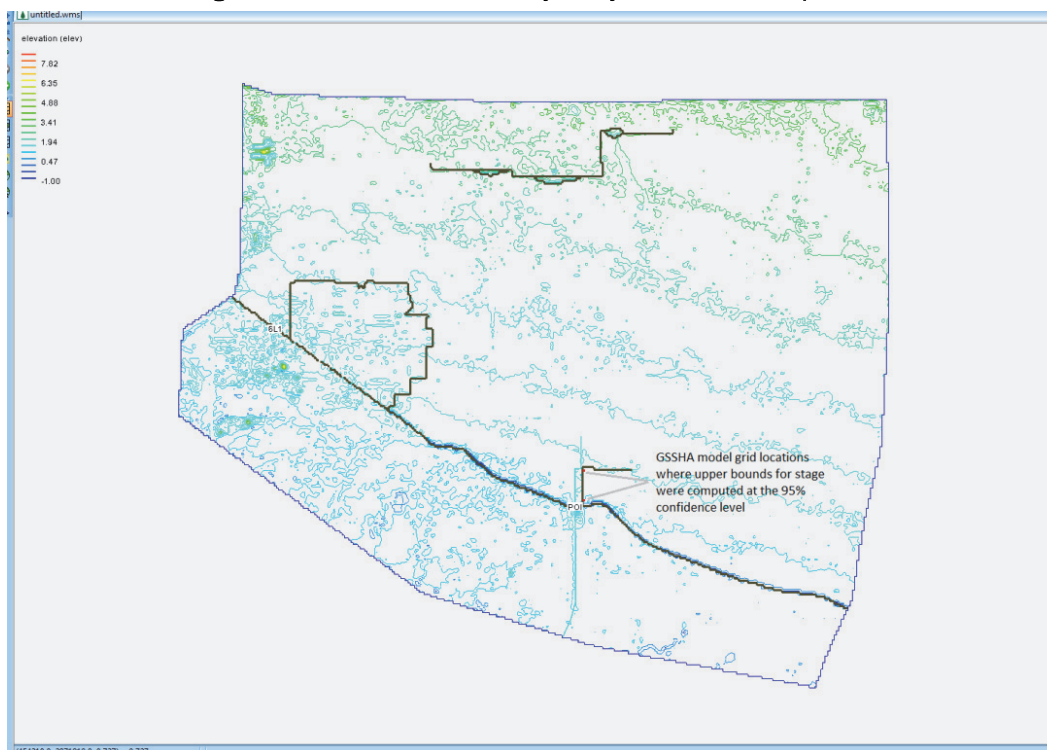 untitled.wms
elevation (elev)
7.82
6.35
4.88
3.41
1.94
0.47
-1.00
6L1
GSSHA model grid locations
where upper bounds for stage
were computed at the 95%
confidence level
POI